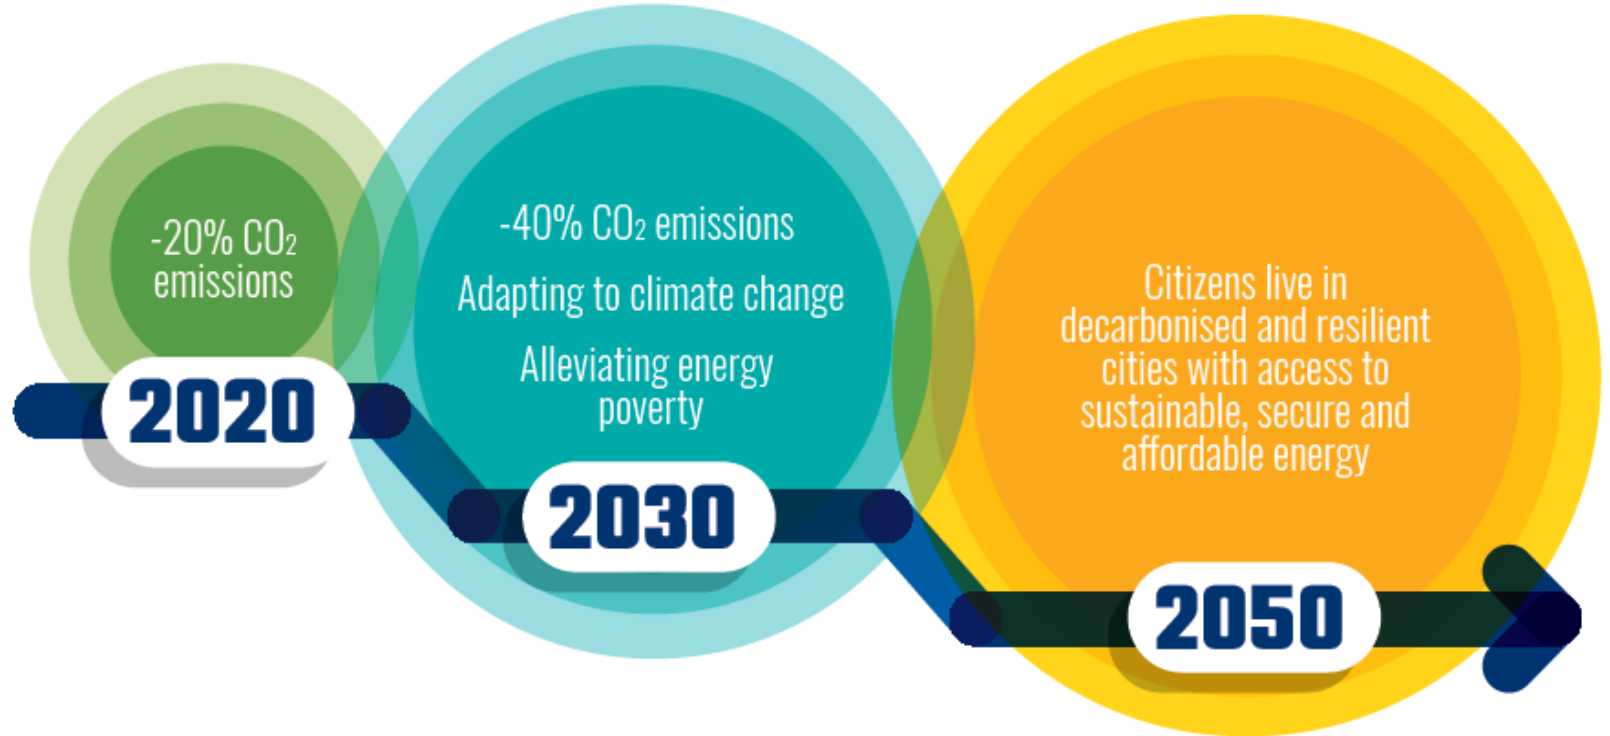 -20% CO₂
emissions
2020
-40% CO₂ emissions
Adapting to climate change
Alleviating energy
poverty
2030
Citizens live in
decarbonised and resilient
cities with access to
sustainable, secure and
affordable energy
2050